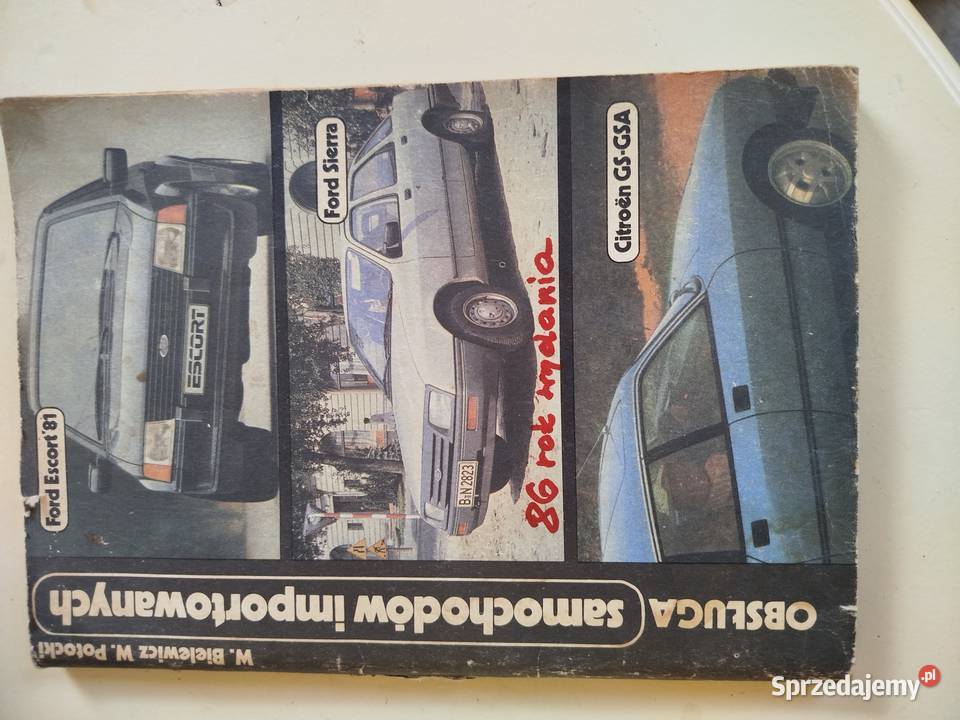 W. Bielewicz W. Potocki
OBSŁUGA
samochodów importowanych
Ford Escort '81
ESCORT
Ford Sierra
B·N 2823
86 rok wydania
Citroën GS·GSA
Sprzedajemy.pl